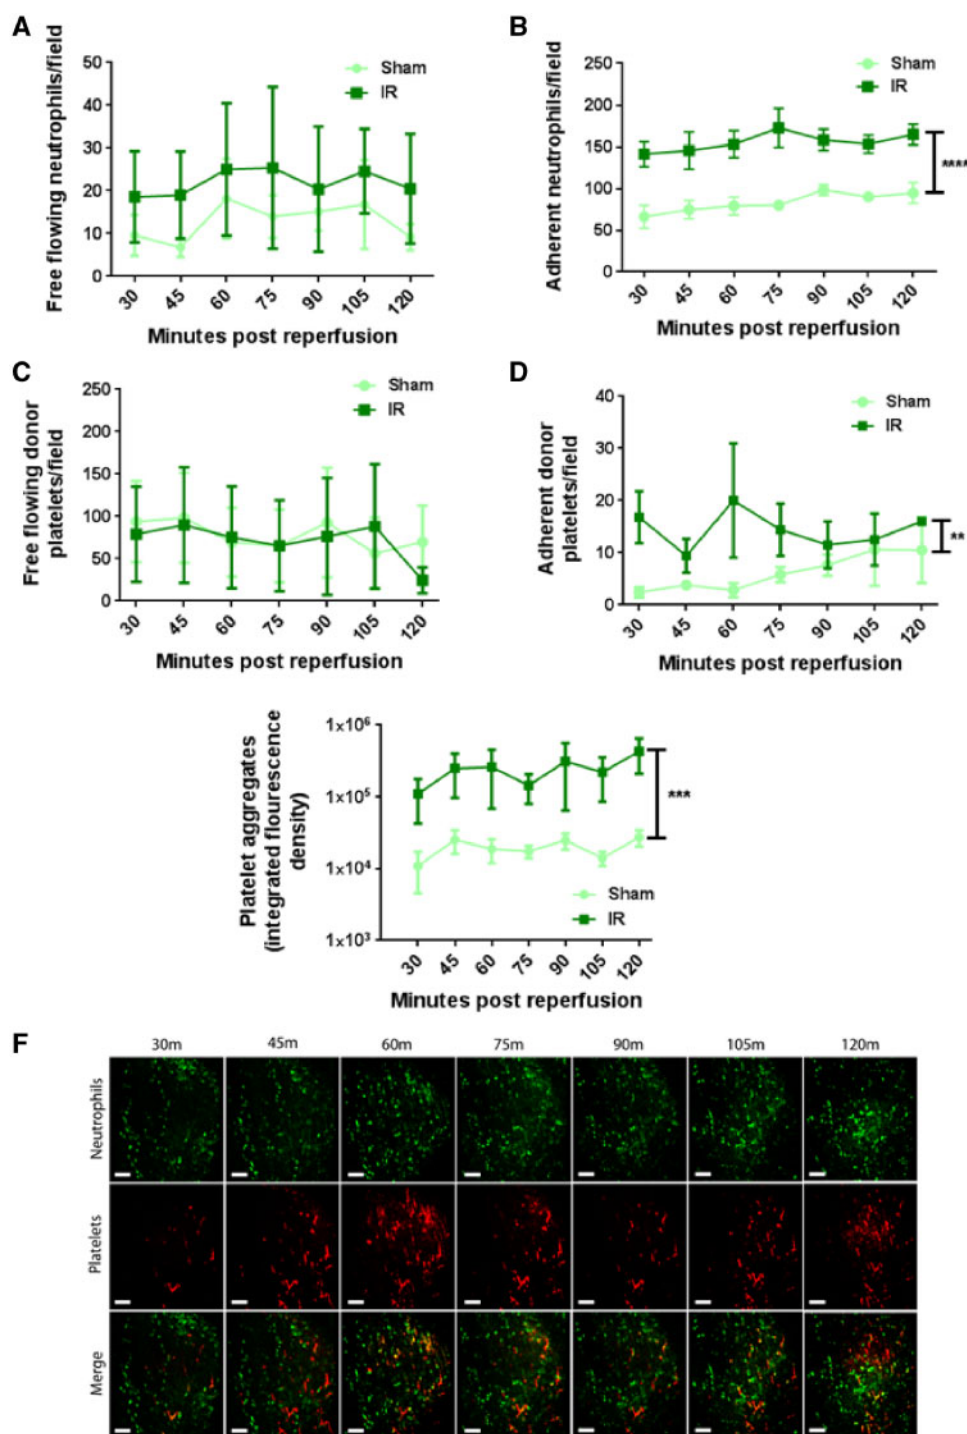 A
Free flowing neutrophils/field
50
40
30
20
10
0
Sham
IR
30 45 60 75 90 105 120
Minutes post reperfusion
B
Adherent neutrophils/field
250
200
150
100
50
0
Sham
IR
****
30 45 60 75 90 105 120
Minutes post reperfusion
C
Free flowing donor
platelets/field
250
200
150
100
50
0
Sham
IR
30 45 60 75 90 105 120
Minutes post reperfusion
D
Adherent donor
platelets/field
40
30
20
10
0
Sham
IR
**
30 45 60 75 90 105 120
Minutes post reperfusion
Platelet aggregates
(integrated flourescence
density)
1x10⁶
1x10⁵
1x10⁴
1x10³
***
Sham
IR
30 45 60 75 90 105 120
Minutes post reperfusion
F
30m 45m 60m 75m 90m 105m 120m
Neutrophils
Platelets
Merge